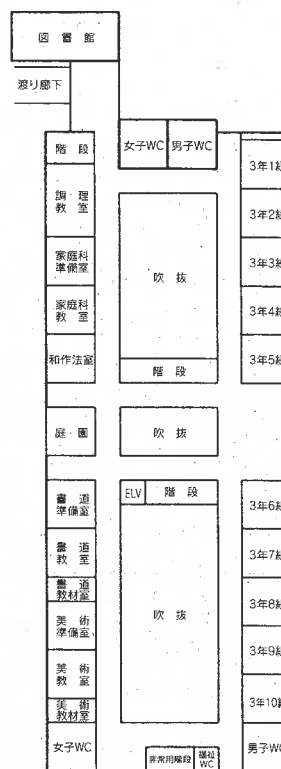 図書館
渡り廊下
階段
女子WC
男子WC
調理
教室
家庭科
準備室
家庭科
教室
和作法室
庭・園
書道
準備室
書道
教室
書道
教材室
美術
準備室
美術
教室
美術
教材室
女子WC
吹抜
階段
吹抜
ELV
階段
吹抜
非常用階段
福祉
WC
3年1組
3年2組
3年3組
3年4組
3年5組
3年6組
3年7組
3年8組
3年9組
3年10組
男子WC